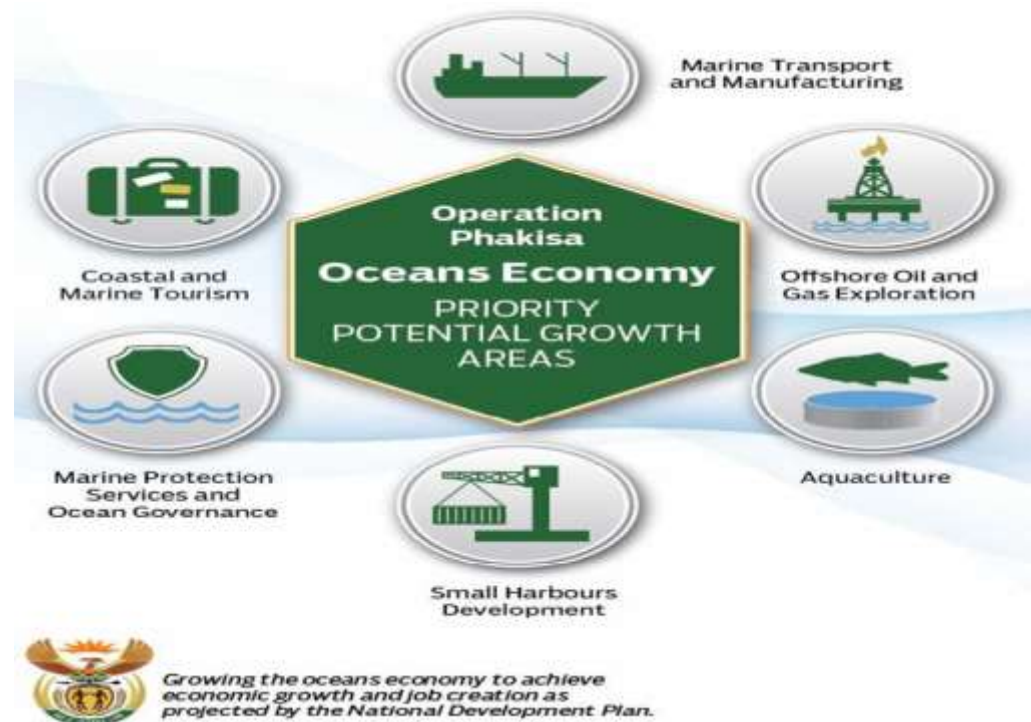 Marine Transport
and Manufacturing
Operation
Phakisa
Oceans Economy
PRIORITY
POTENTIAL GROWTH
AREAS
Coastal and
Marine Tourism
Offshore Oil and
Gas Exploration
Marine Protection
Services and
Ocean Governance
Aquaculture
Small Harbours
Development
Growing the oceans economy to achieve
economic growth and job creation as
projected by the National Development Plan.